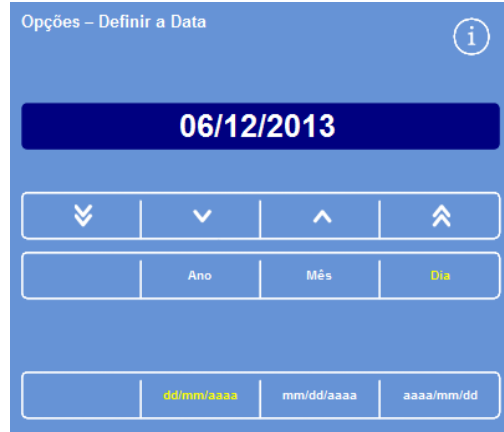 Opções – Definir a Data
i
06/12/2013
Ano Mês Dia
dd/mm/aaaa mm/dd/aaaa aaaa/mm/dd